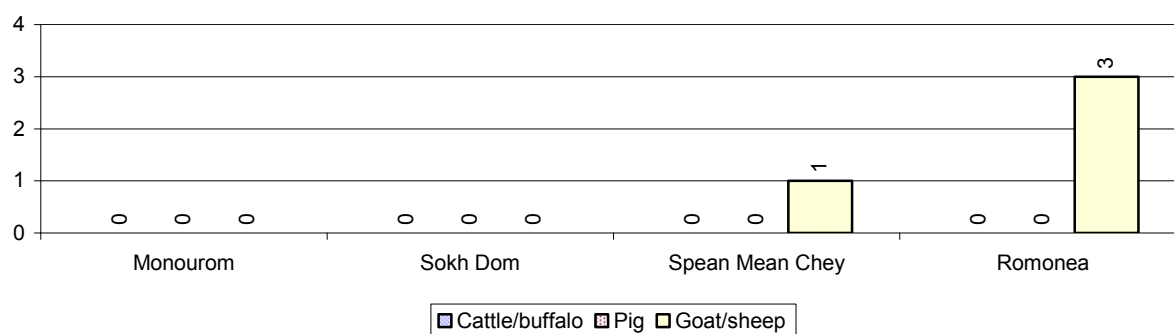 4
3
2
1
0
0 0 0 0 0 0 0 0 1 0 0 3
Monourom Sokh Dom Spean Mean Chey Romonea
Cattle/buffalo Pig Goat/sheep